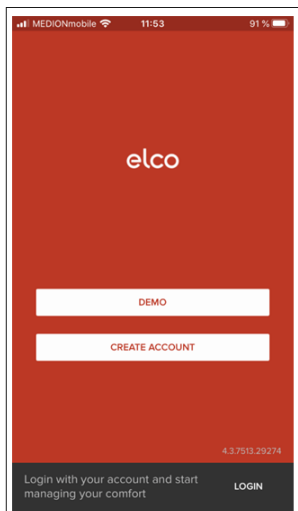 MEDIONmobile 11:53 91 %
elco
DEMO
CREATE ACCOUNT
4.3.7513.29274
Login with your account and start
managing your comfort
LOGIN